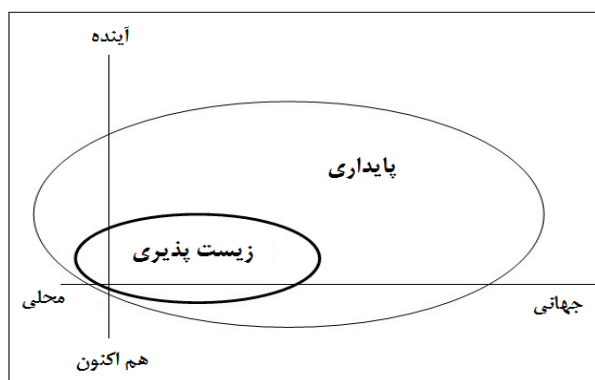 آینده
پایداری
زیست پذیری
محلی
جهانی
هم اکنون